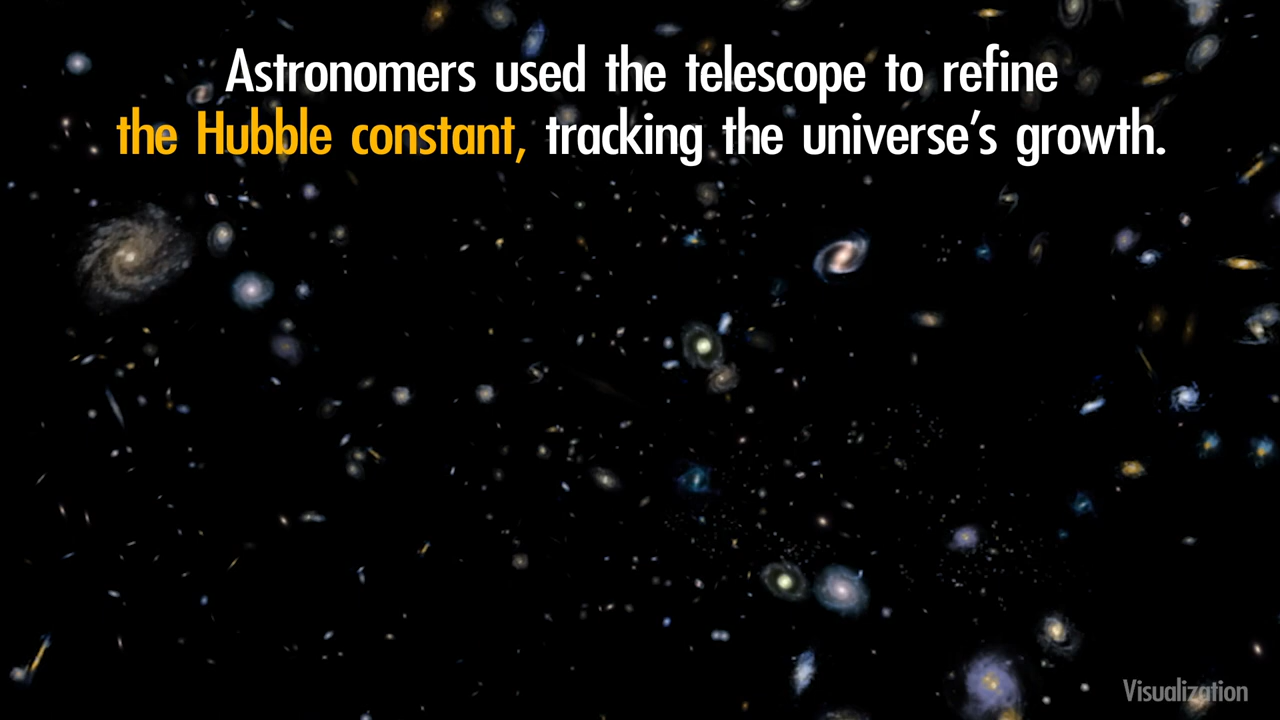 Astronomers used the telescope to refine
the Hubble constant, tracking the universe’s growth.
Visualization